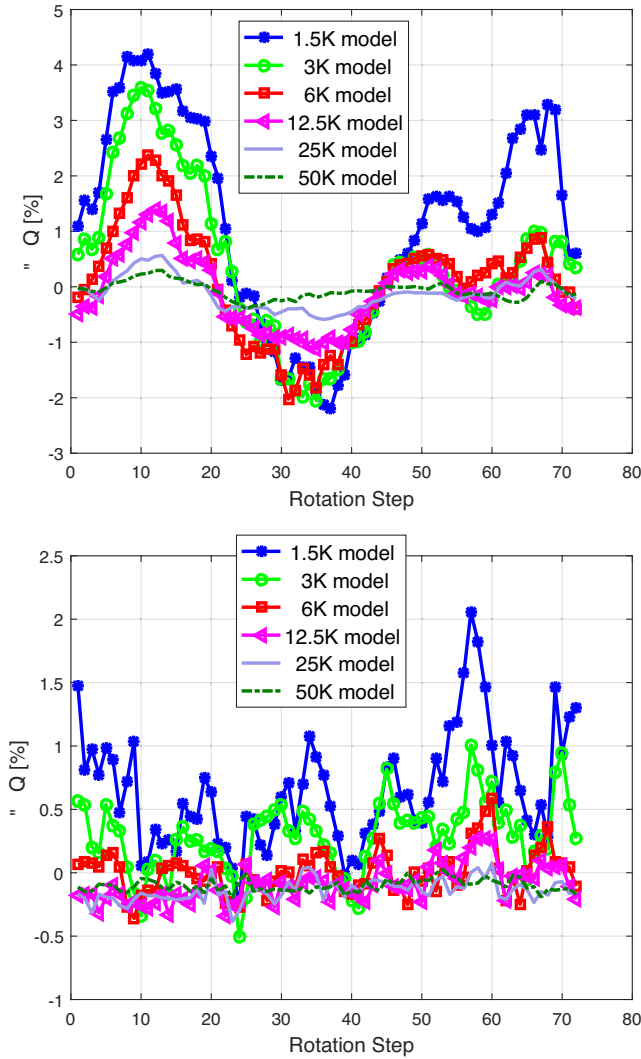 5
4
3
2
1
0
-1
-2
-3
" Q [%]
1.5K model
3K model
6K model
12.5K model
25K model
50K model
0 10 20 30 40 50 60 70 80
Rotation Step
2.5
2
1.5
1
0.5
0
-0.5
-1
" Q [%]
1.5K model
3K model
6K model
12.5K model
25K model
50K model
0 10 20 30 40 50 60 70 80
Rotation Step